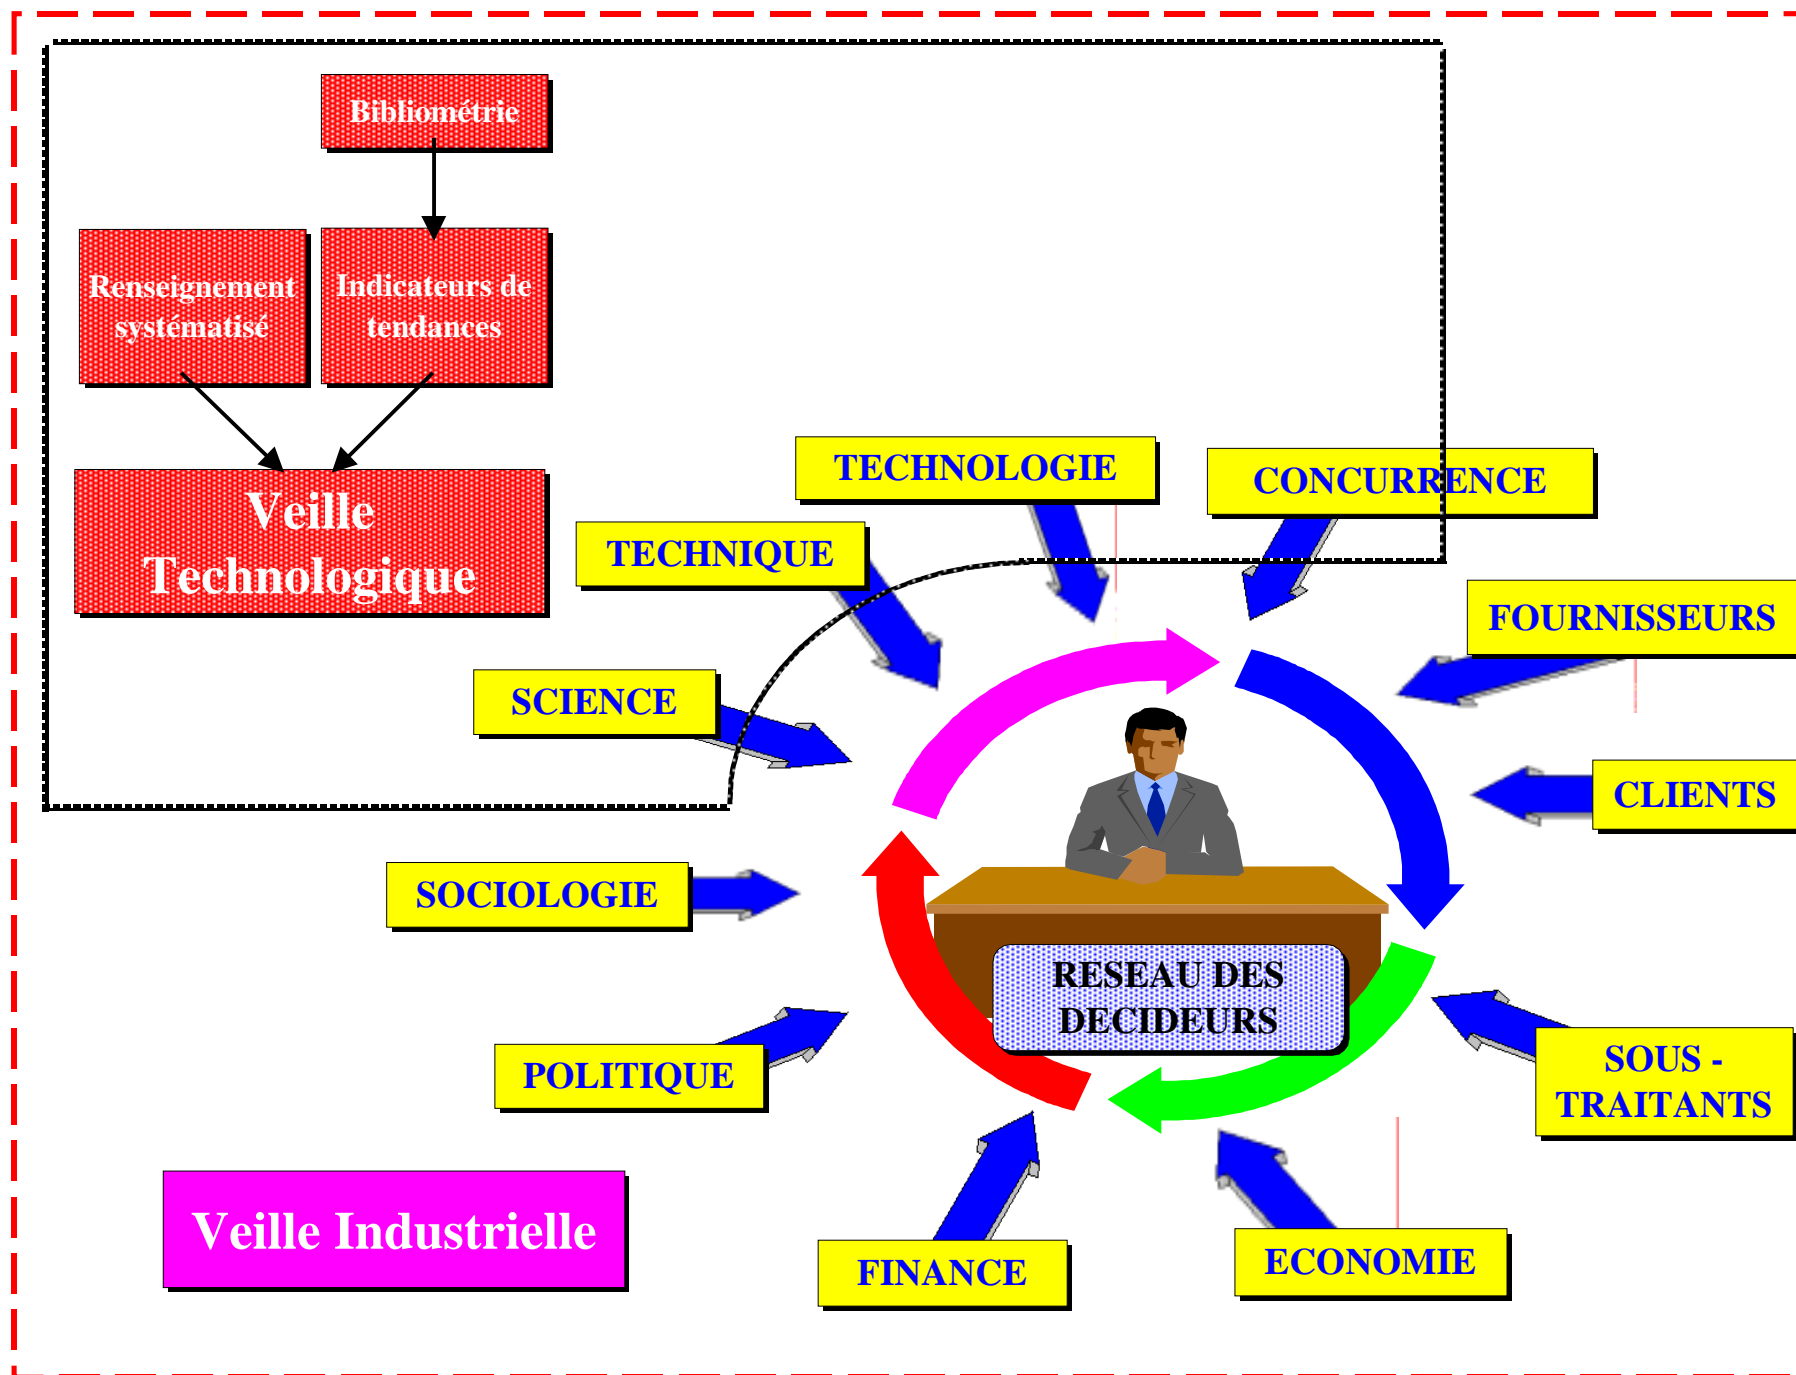 Bibliométrie
Renseignement
systématisé
Indicateurs de
tendances
Veille
Technologique
TECHNOLOGIE
CONCURRENCE
TECHNIQUE
FOURNISSEURS
SCIENCE
CLIENTS
SOCIOLOGIE
RESEAU DES
DECIDEURS
POLITIQUE
SOUS -
TRAITANTS
Veille Industrielle
FINANCE
ECONOMIE